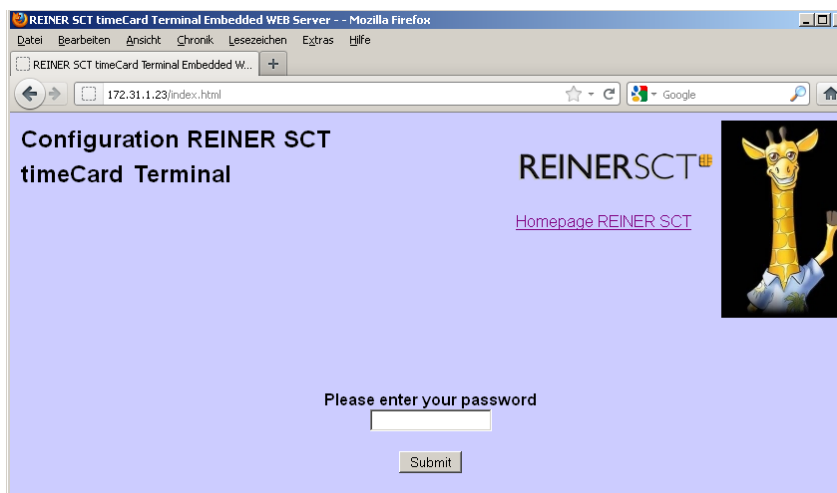 REINER SCT timeCard Terminal Embedded WEB Server - - Mozilla Firefox
Datei Bearbeiten Ansicht Chronik Lesezeichen Extras Hilfe
REINER SCT timeCard Terminal Embedded W...
172.31.1.23/index.html
Google
Configuration REINER SCT
timeCard Terminal
REINERSCT
Homepage REINER SCT
Please enter your password
Submit